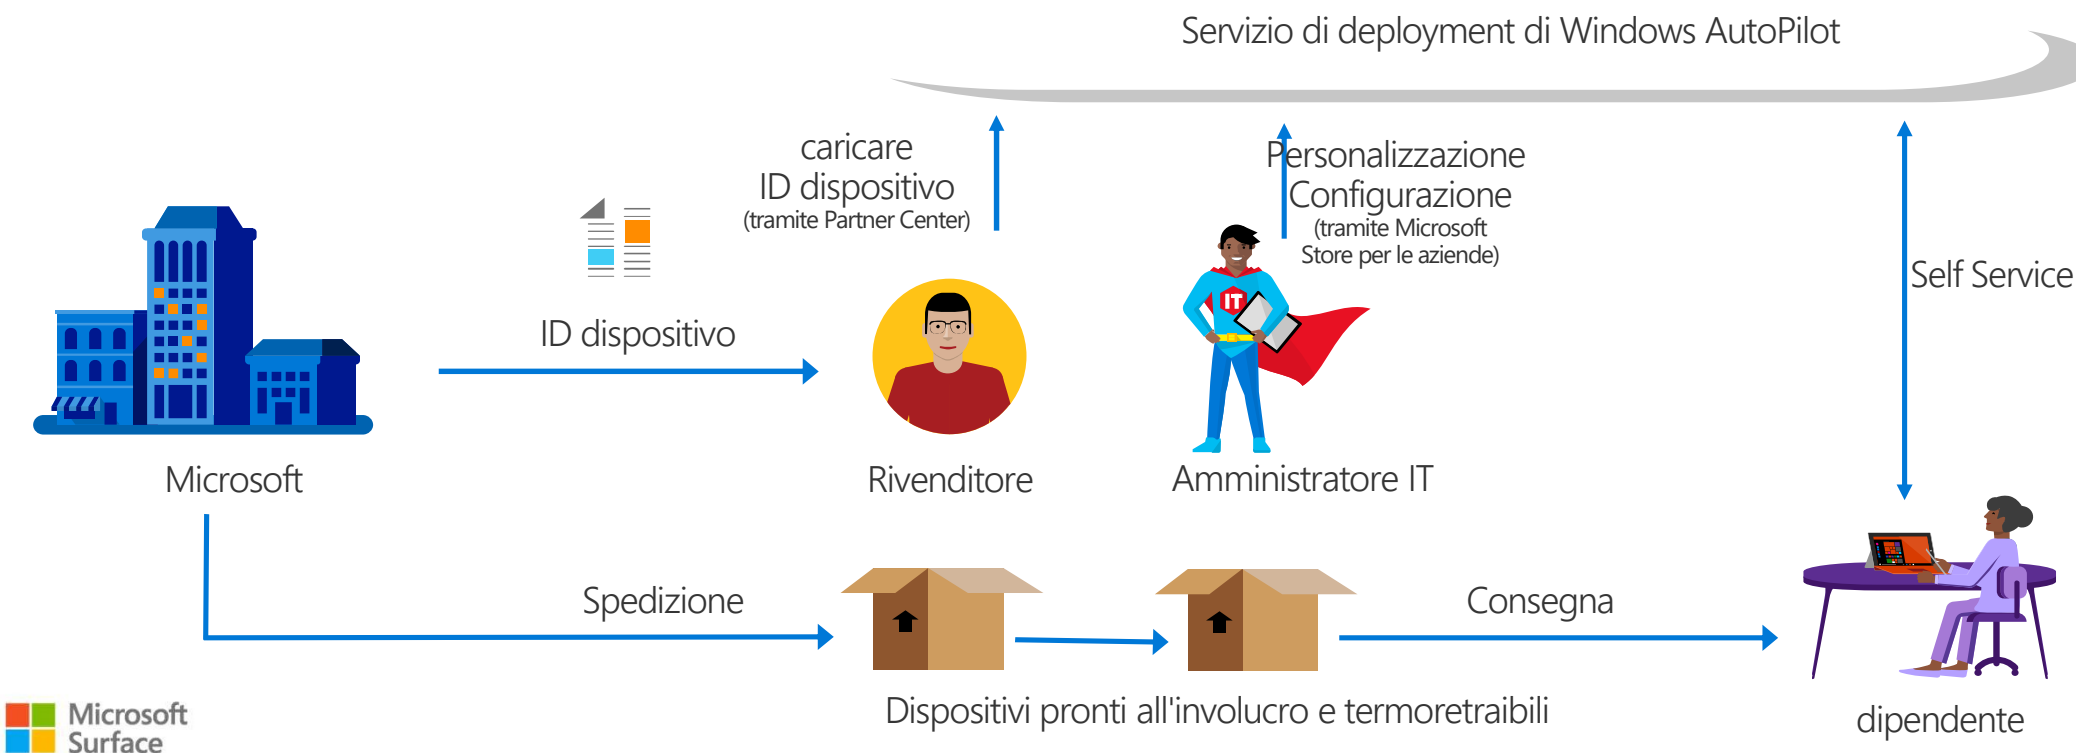 Servizio di deployment di Windows AutoPilot
caricare
ID dispositivo
(tramite Partner Center)
Personalizzazione
Configurazione
(tramite Microsoft
Store per le aziende)
Self Service
ID dispositivo
IT
Microsoft
Rivenditore
Amministratore IT
Spedizione
Consegna
Dispositivi pronti all'involucro e termoretraibili
dipendente
Microsoft
Surface